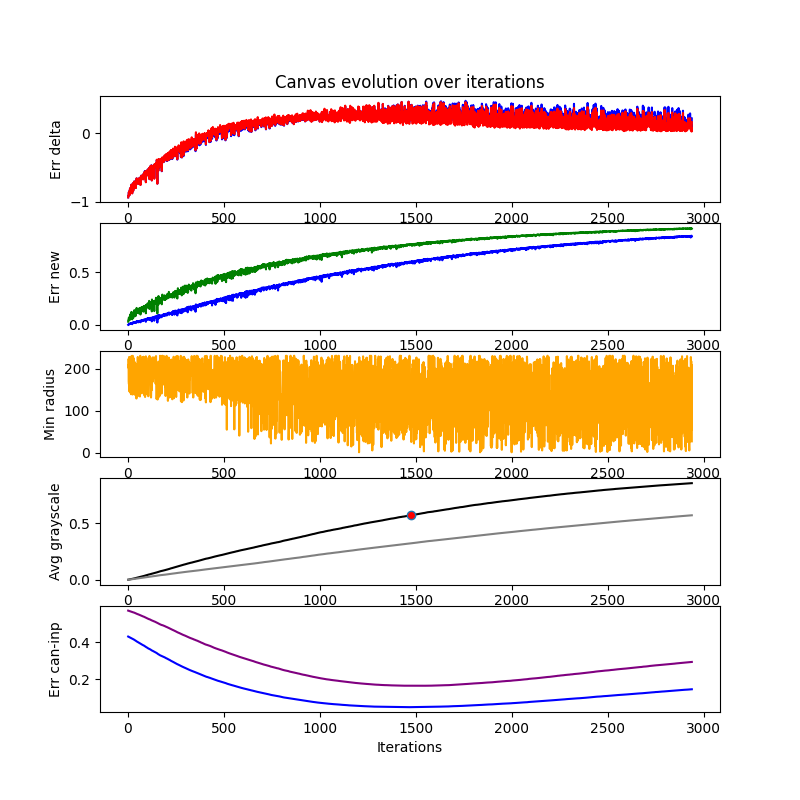 Canvas evolution over iterations
Err delta
0
−1
0 500 1000 1500 2000 2500 3000
Err new
0.5
0.0
0 500 1000 1500 2000 2500 3000
Min radius
200
100
0
0 500 1000 1500 2000 2500 3000
Avg grayscale
0.5
0.0
0 500 1000 1500 2000 2500 3000
Err can-inp
0.4
0.2
0 500 1000 1500 2000 2500 3000
Iterations